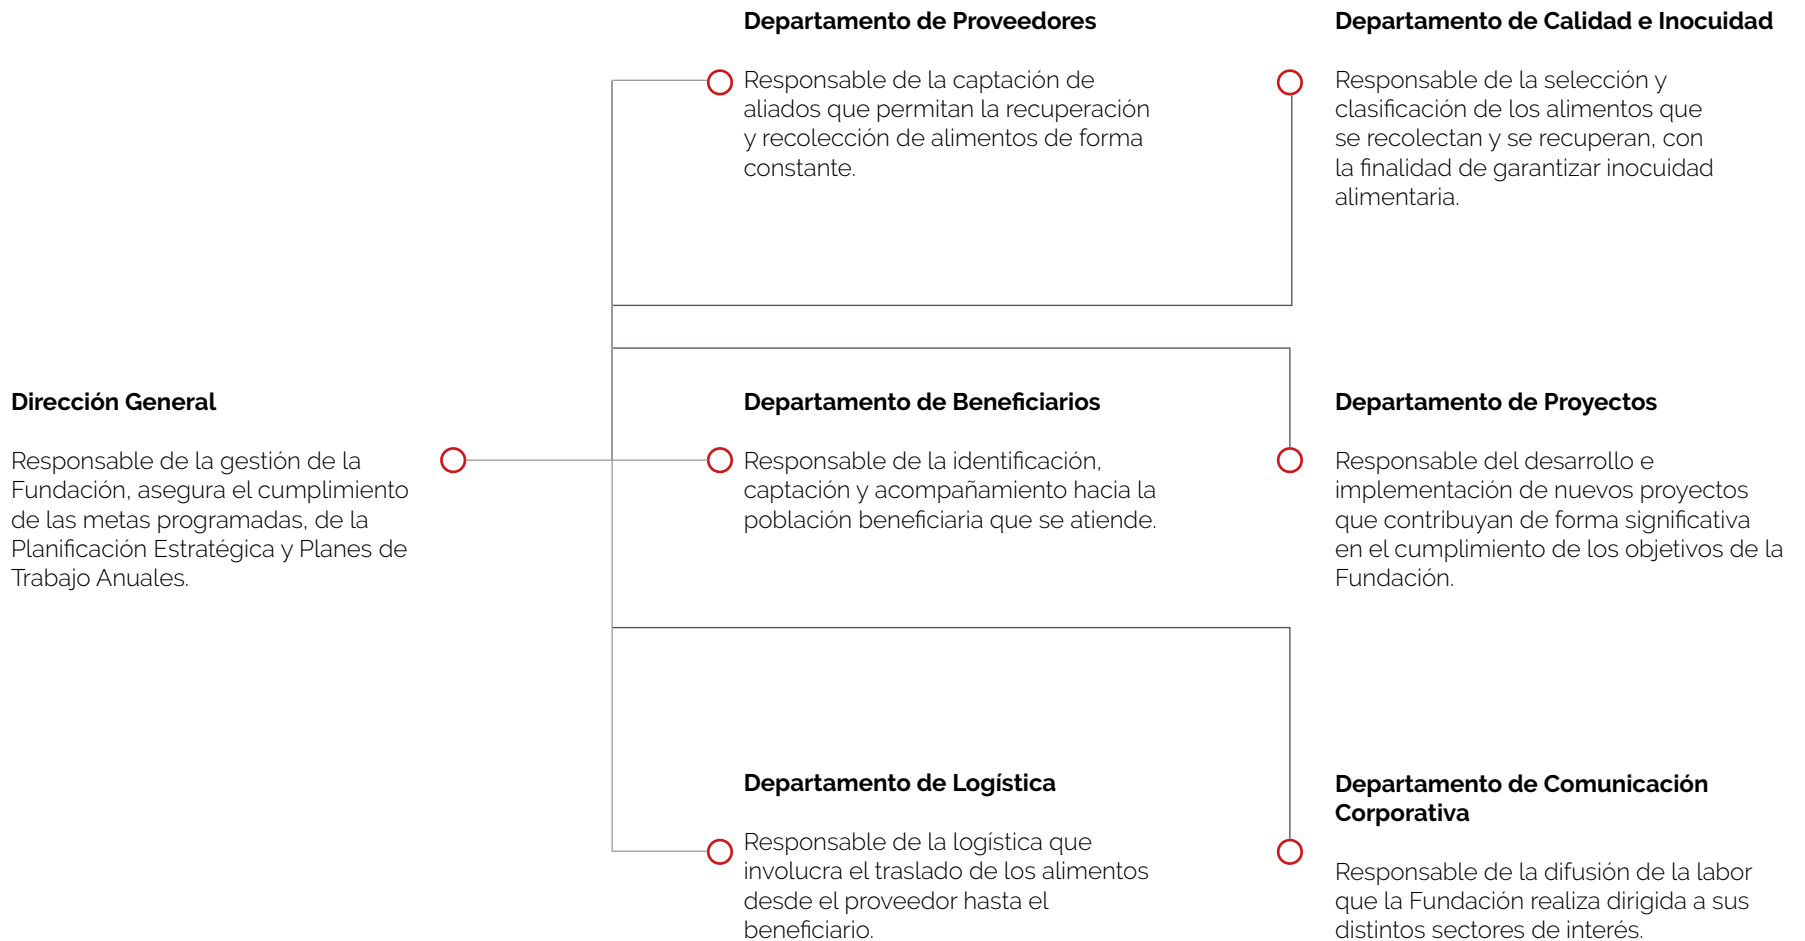 Departamento de Proveedores
Responsable de la captación de
aliados que permitan la recuperación
y recolección de alimentos de forma
constante.
Departamento de Calidad e Inocuidad
Responsable de la selección y
clasificación de los alimentos que
se recolectan y se recuperan, con
la finalidad de garantizar inocuidad
alimentaria.
Dirección General
Responsable de la gestión de la
Fundación, asegura el cumplimiento
de las metas programadas, de la
Planificación Estratégica y Planes de
Trabajo Anuales.
Departamento de Beneficiarios
Responsable de la identificación,
captación y acompañamiento hacia la
población beneficiaria que se atiende.
Departamento de Proyectos
Responsable del desarrollo e
implementación de nuevos proyectos
que contribuyan de forma significativa
en el cumplimiento de los objetivos de la
Fundación.
Departamento de Logística
Responsable de la logística que
involucra el traslado de los alimentos
desde el proveedor hasta el
beneficiario.
Departamento de Comunicación
Corporativa
Responsable de la difusión de la labor
que la Fundación realiza dirigida a sus
distintos sectores de interés.